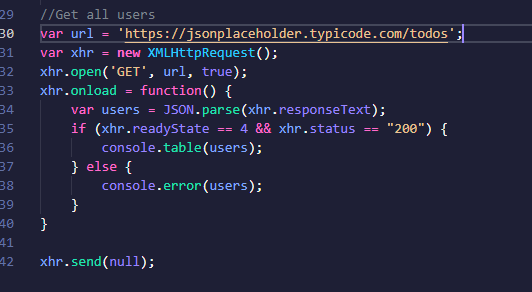 29 //Get all users
30 var url = 'https://jsonplaceholder.typicode.com/todos';
31 var xhr = new XMLHttpRequest();
32 xhr.open('GET', url, true);
33 xhr.onload = function() {
34 var users = JSON.parse(xhr.responseText);
35 if (xhr.readyState == 4 && xhr.status == "200") {
36 console.table(users);
37 } else {
38 console.error(users);
39 }
40 }
41
42 xhr.send(null);